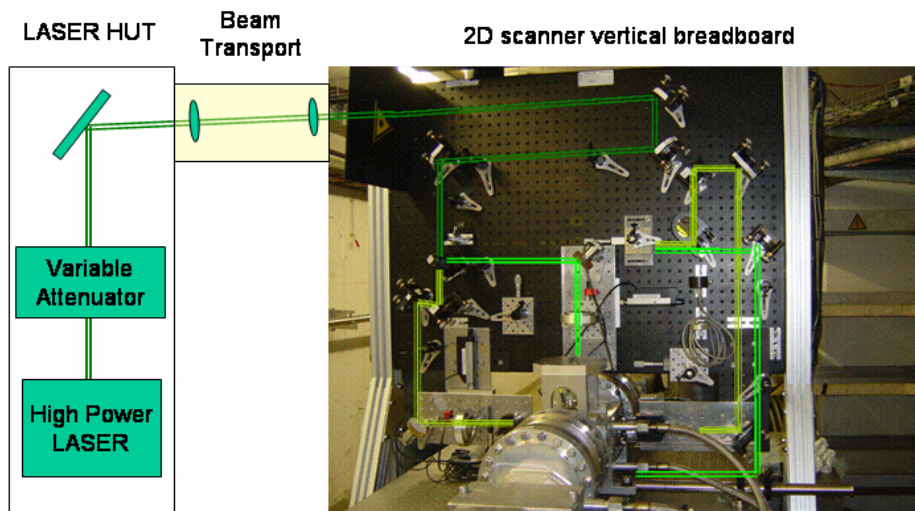 LASER HUT
Beam
Transport
2D scanner vertical breadboard
Variable
Attenuator
High Power
LASER